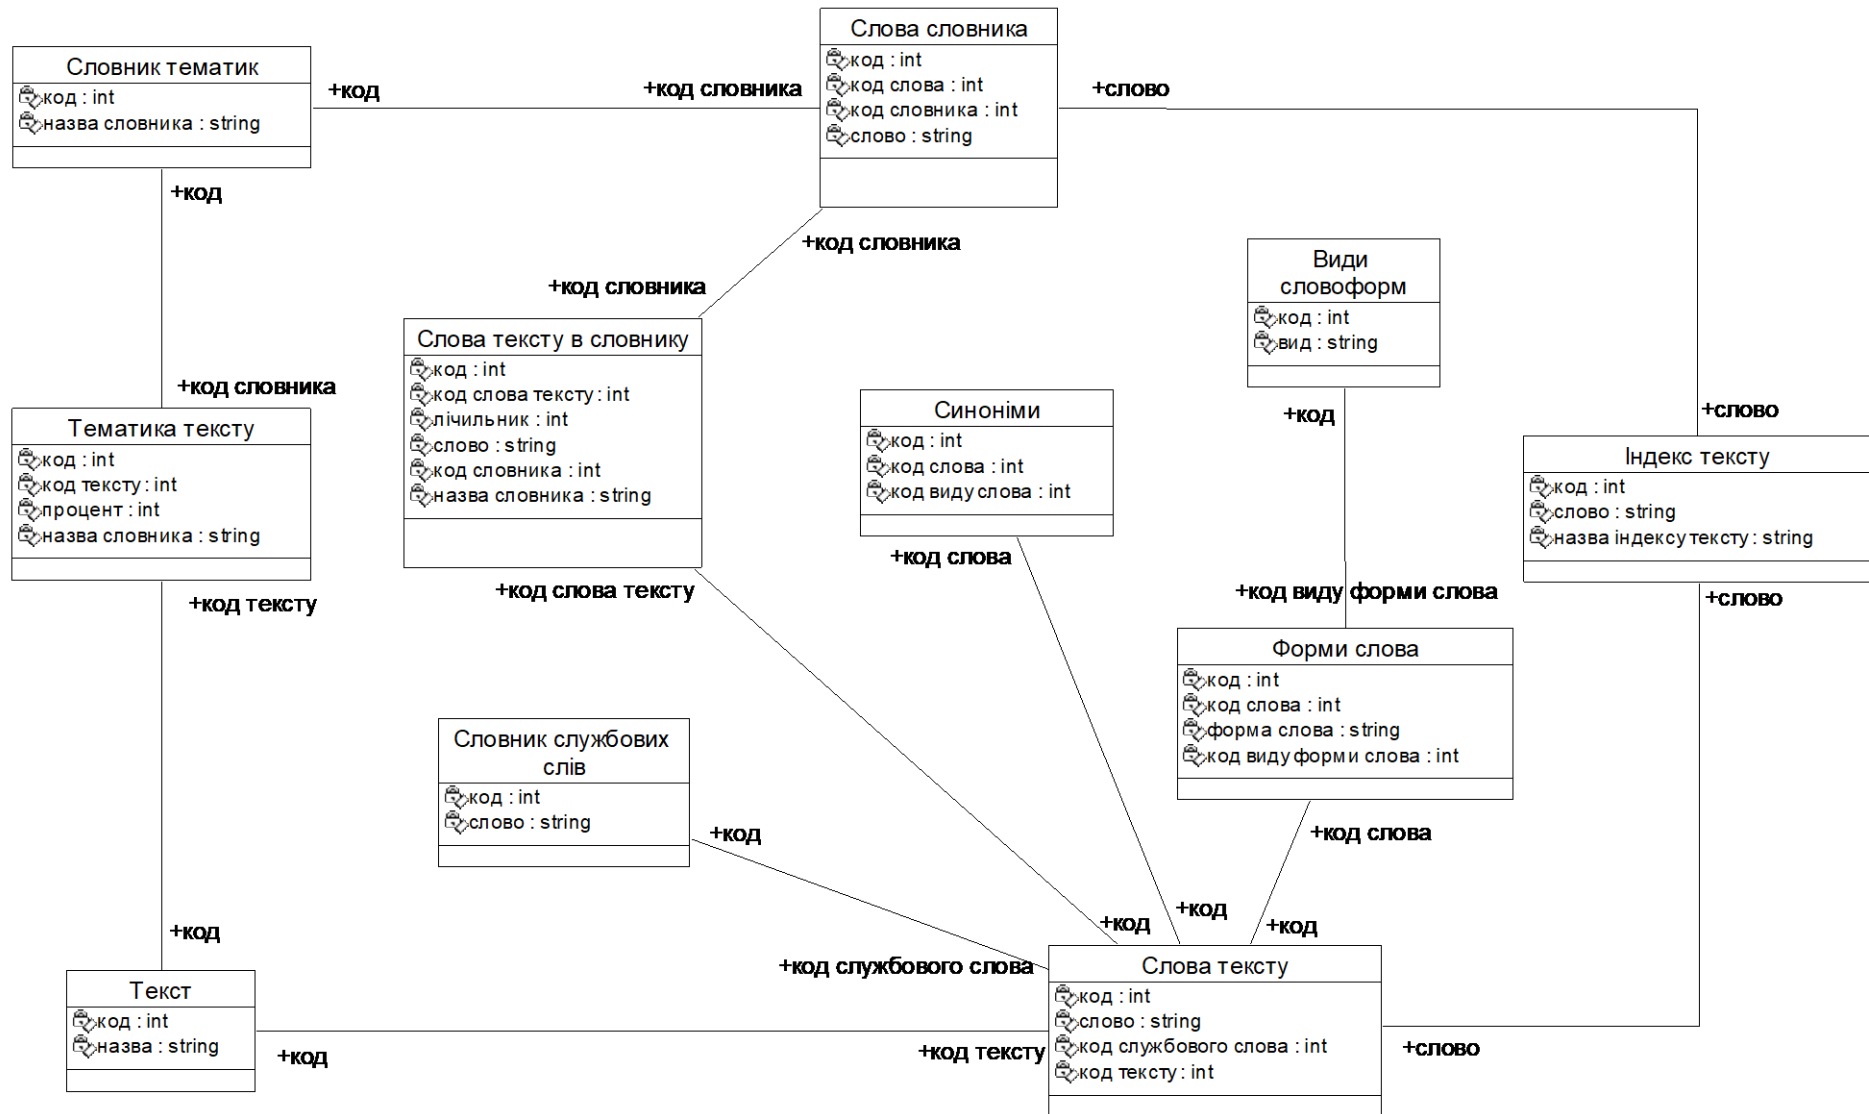 Словник тематик
код : int
назва словника : string
+код
+код словника
Слова словника
код : int
код слова : int
код словника : int
слово : string
+слово
+код
+код словника
+код словника
+код словника
Види
словоформ
код : int
вид : string
+код
Слова тексту в словнику
код : int
код слова тексту : int
лічильник : int
слово : string
код словника : int
назва словника : string
Синоніми
код : int
код слова : int
код виду слова : int
+слово
Тематика тексту
код : int
код тексту : int
процент : int
назва словника : string
Індекс тексту
код : int
слово : string
назва індексу тексту : string
+код тексту
+код слова тексту
+код слова
+код виду форми слова
+слово
Форми слова
код : int
код слова : int
форма слова : string
код виду форми слова : int
Словник службових
слів
код : int
слово : string
+код
+код слова
+код
+код
+код
+код
+код службового слова
Текст
код : int
назва : string
+код
+код тексту
Слова тексту
код : int
слово : string
код службового слова : int
код тексту : int
+слово